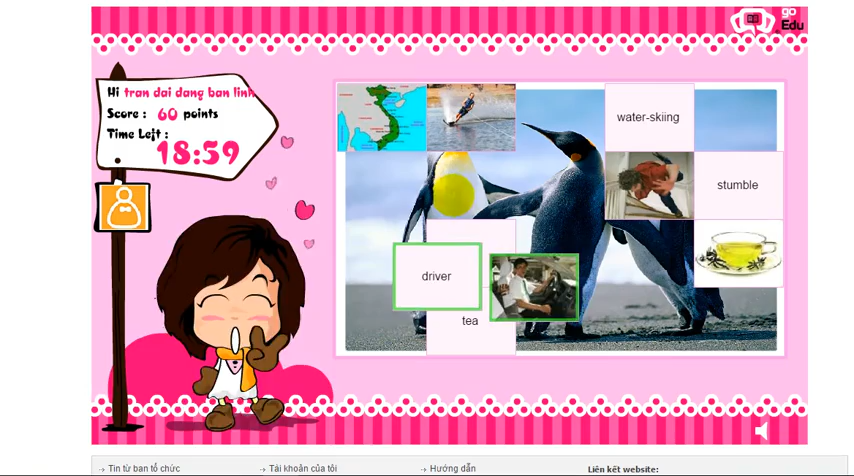 go
Edu
Hi tran dai dang ban linh
Score : 60 points
Time Left :
18:59
water-skiing
stumble
driver
tea
Tin từ ban tổ chức
Tài khoản của tôi
Hướng dẫn
Liên kết website: